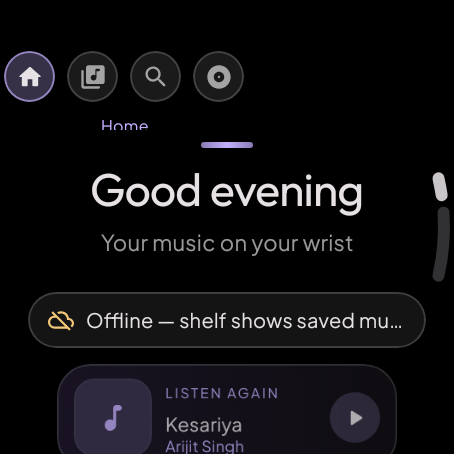 Home
Good evening
Your music on your wrist
Offline — shelf shows saved mu…
LISTEN AGAIN
Kesariya
Arijit Singh